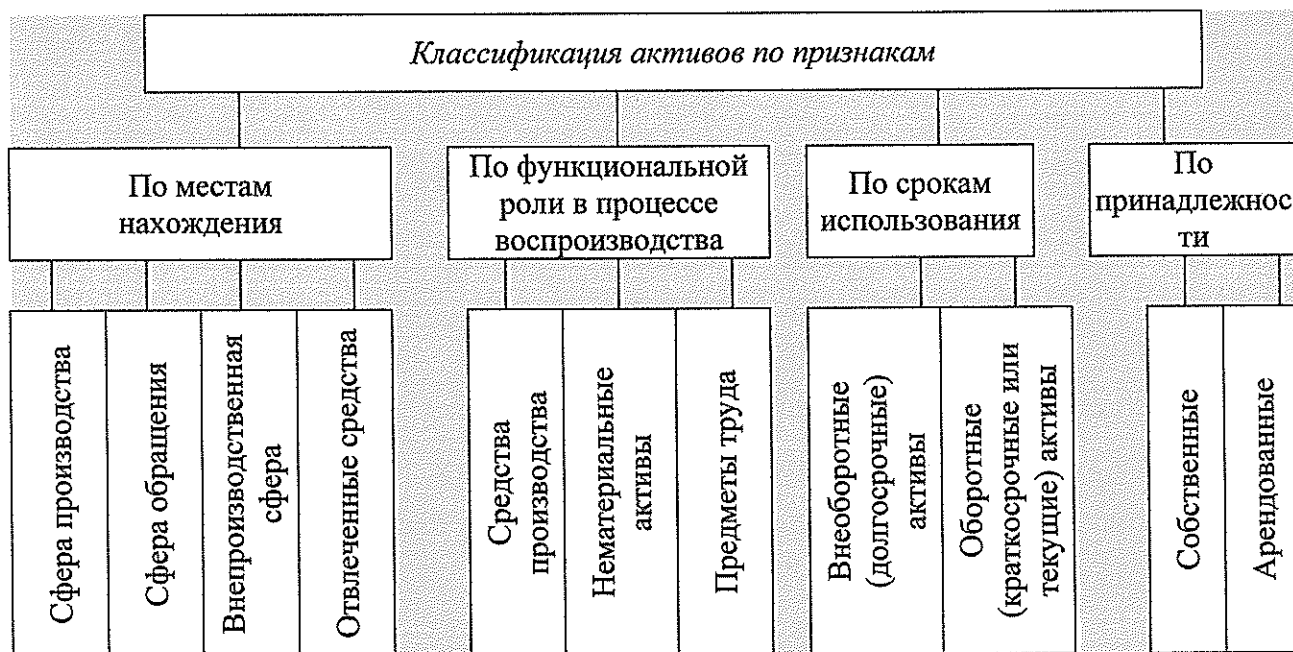 Классификация активов по признакам
По местам
нахождения
По функциональной
роли в процессе
воспроизводства
По срокам
использования
По
принадлежнос
ти
Сфера производства
Сфера обращения
Внепроизводственная
сфера
Отвлеченные средства
Средства
производства
Нематериальные
активы
Предметы труда
Внеоборотные
(долгосрочные)
активы
Оборотные
(краткосрочные или
текущие) активы
Собственные
Арендованные